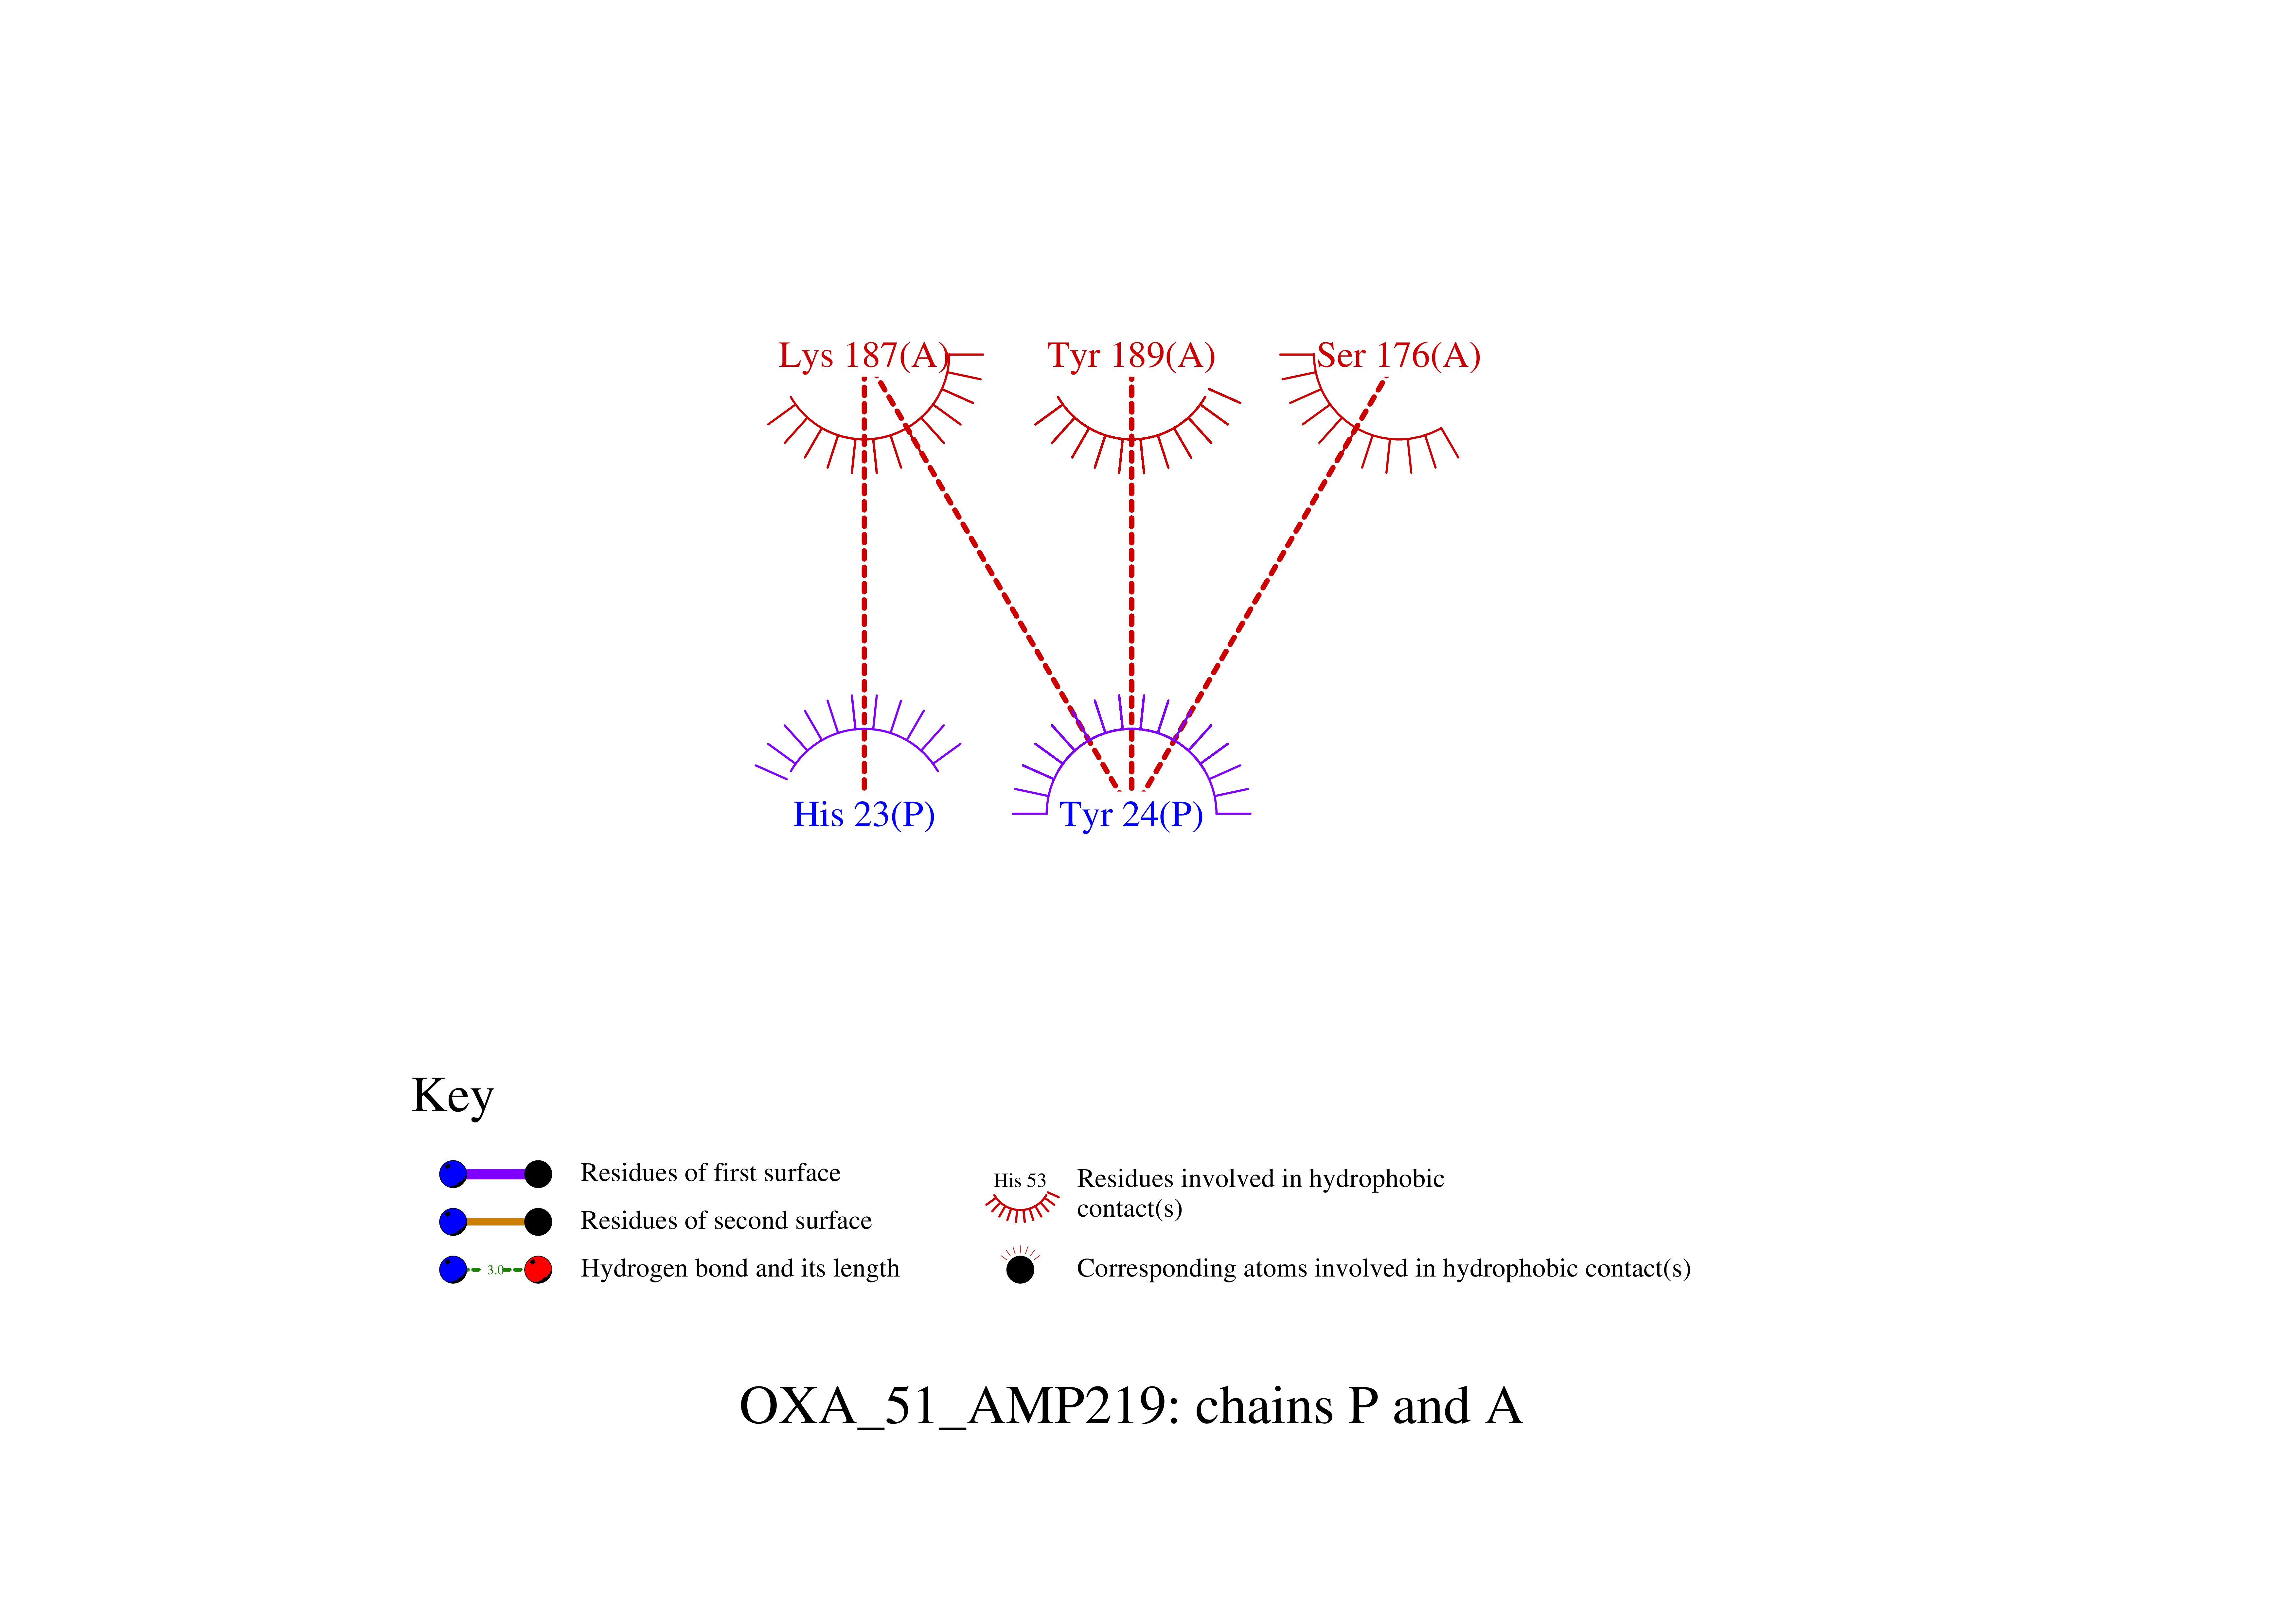 Lys 187(A) Tyr 189(A) Ser 176(A)
His 23(P) Tyr 24(P)
Key
Residues of first surface
Residues of second surface
3.0 Hydrogen bond and its length
His 53 Residues involved in hydrophobic
contact(s)
Corresponding atoms involved in hydrophobic contact(s)
OXA_51_AMP219: chains P and A